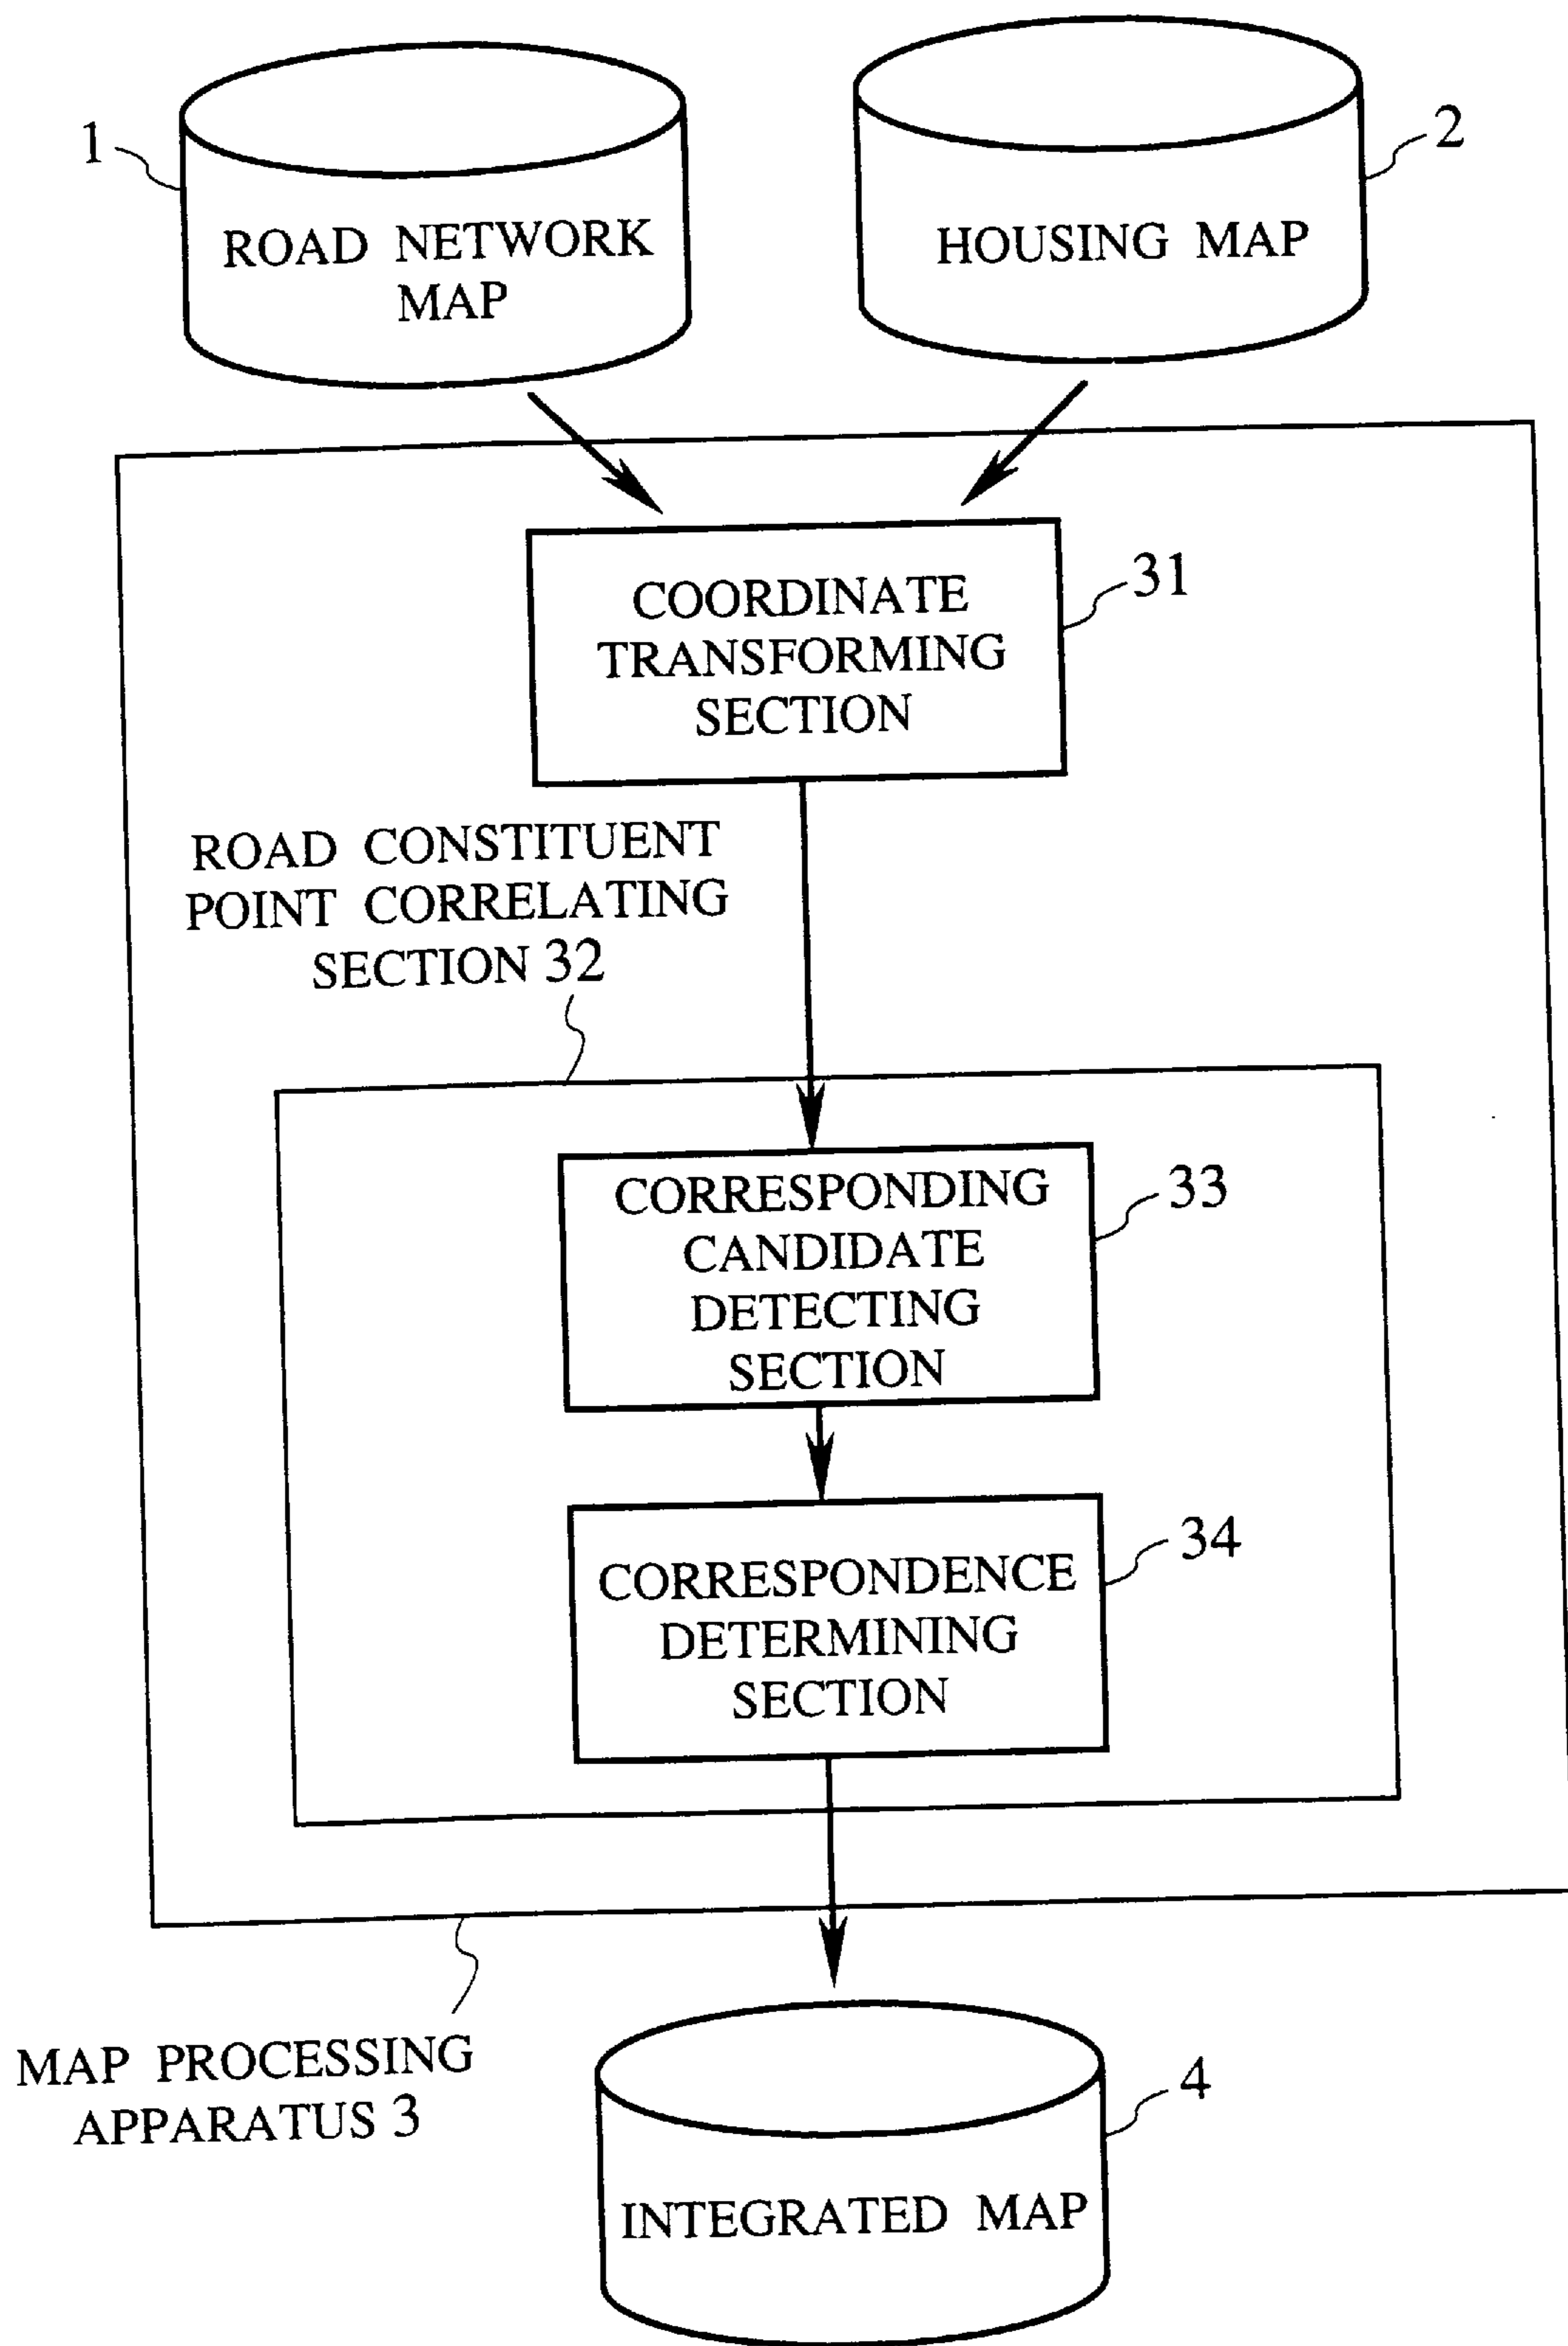 1
ROAD NETWORK
MAP
2
HOUSING MAP
COORDINATE
TRANSFORMING
SECTION
31
ROAD CONSTITUENT
POINT CORRELATING
SECTION 32
CORRESPONDING
CANDIDATE
DETECTING
SECTION
33
CORRESPONDENCE
DETERMINING
SECTION
34
MAP PROCESSING
APPARATUS 3
4
INTEGRATED MAP